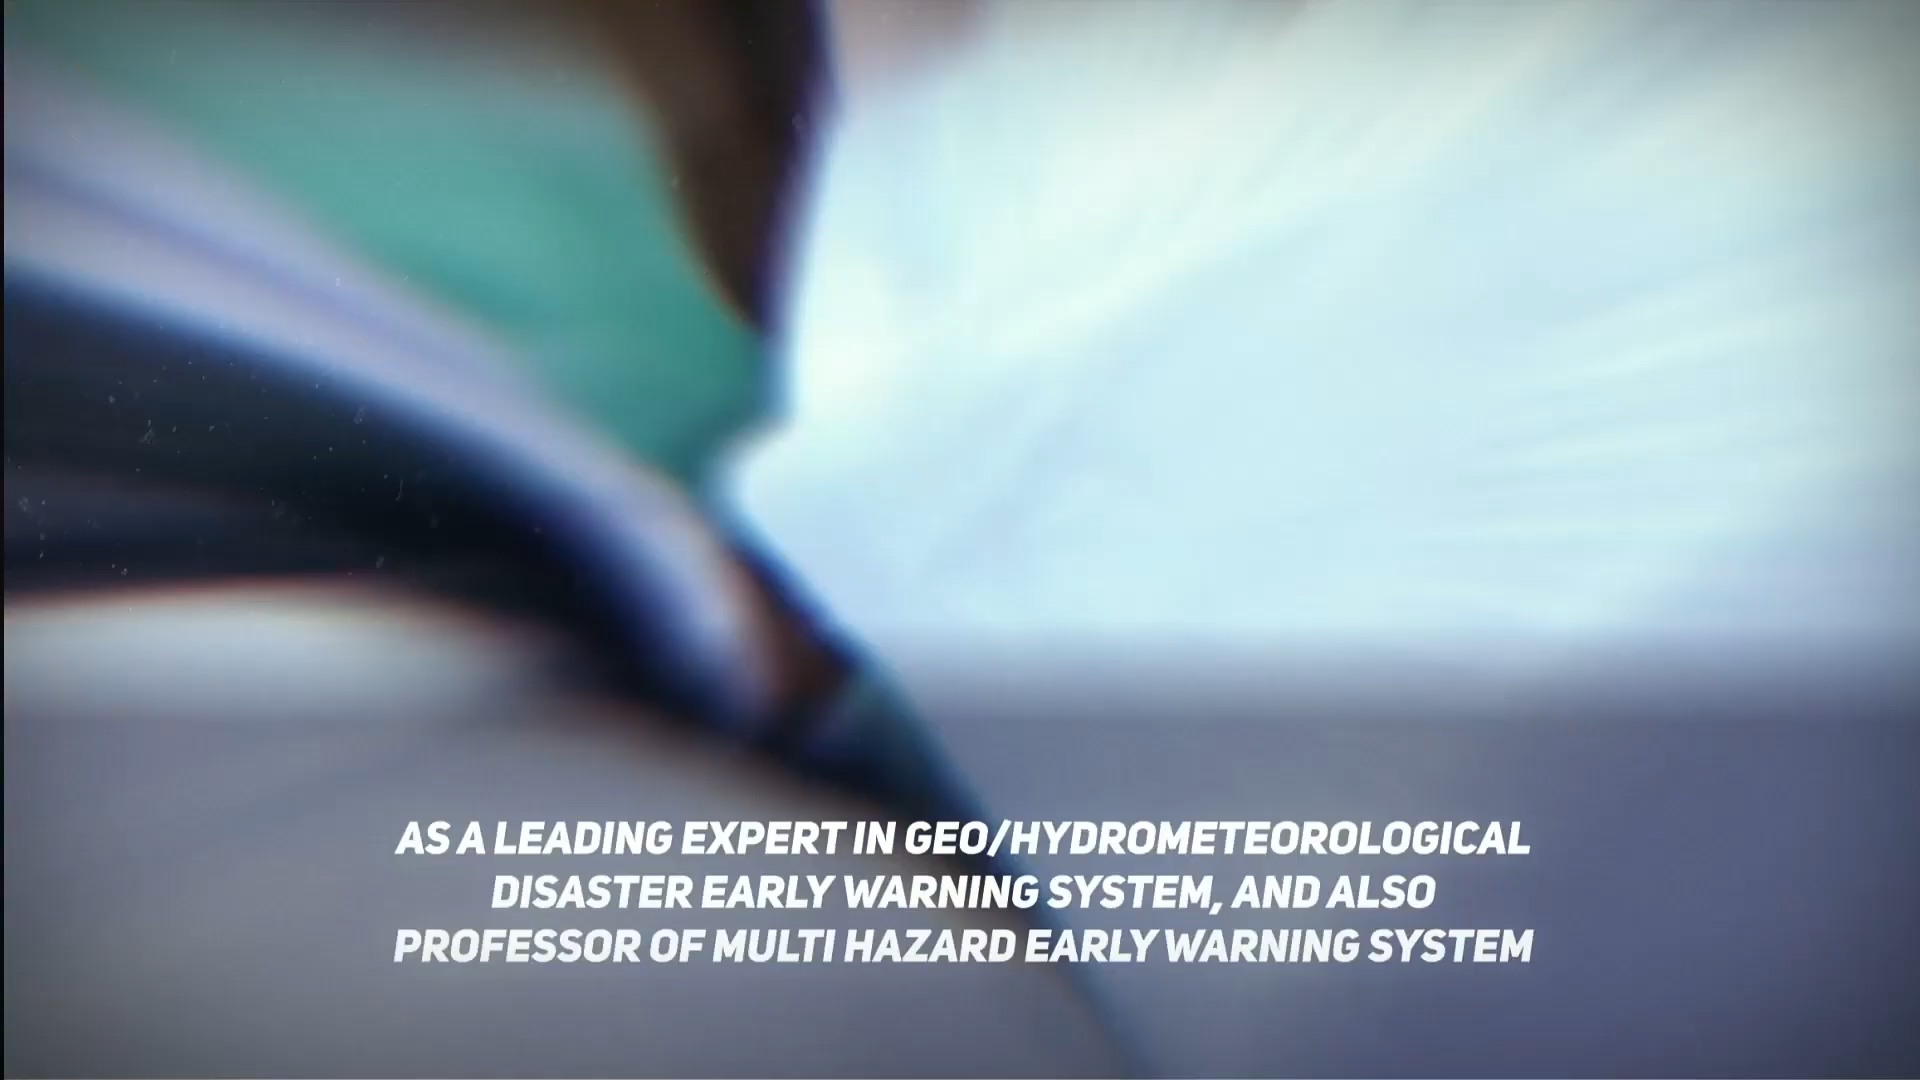 AS A LEADING EXPERT IN GEO/HYDROMETEOROLOGICAL
DISASTER EARLY WARNING SYSTEM, AND ALSO
PROFESSOR OF MULTI HAZARD EARLY WARNING SYSTEM